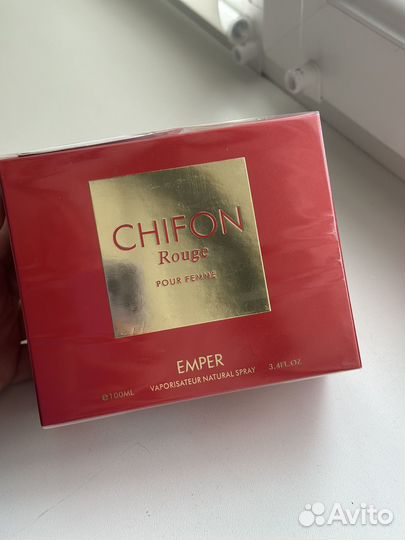 CHIFON
Rouge
POUR FEMME
EMPER
VAPORISATEUR NATURAL SPRAY
℮100ML
3.4FL.OZ
Avito